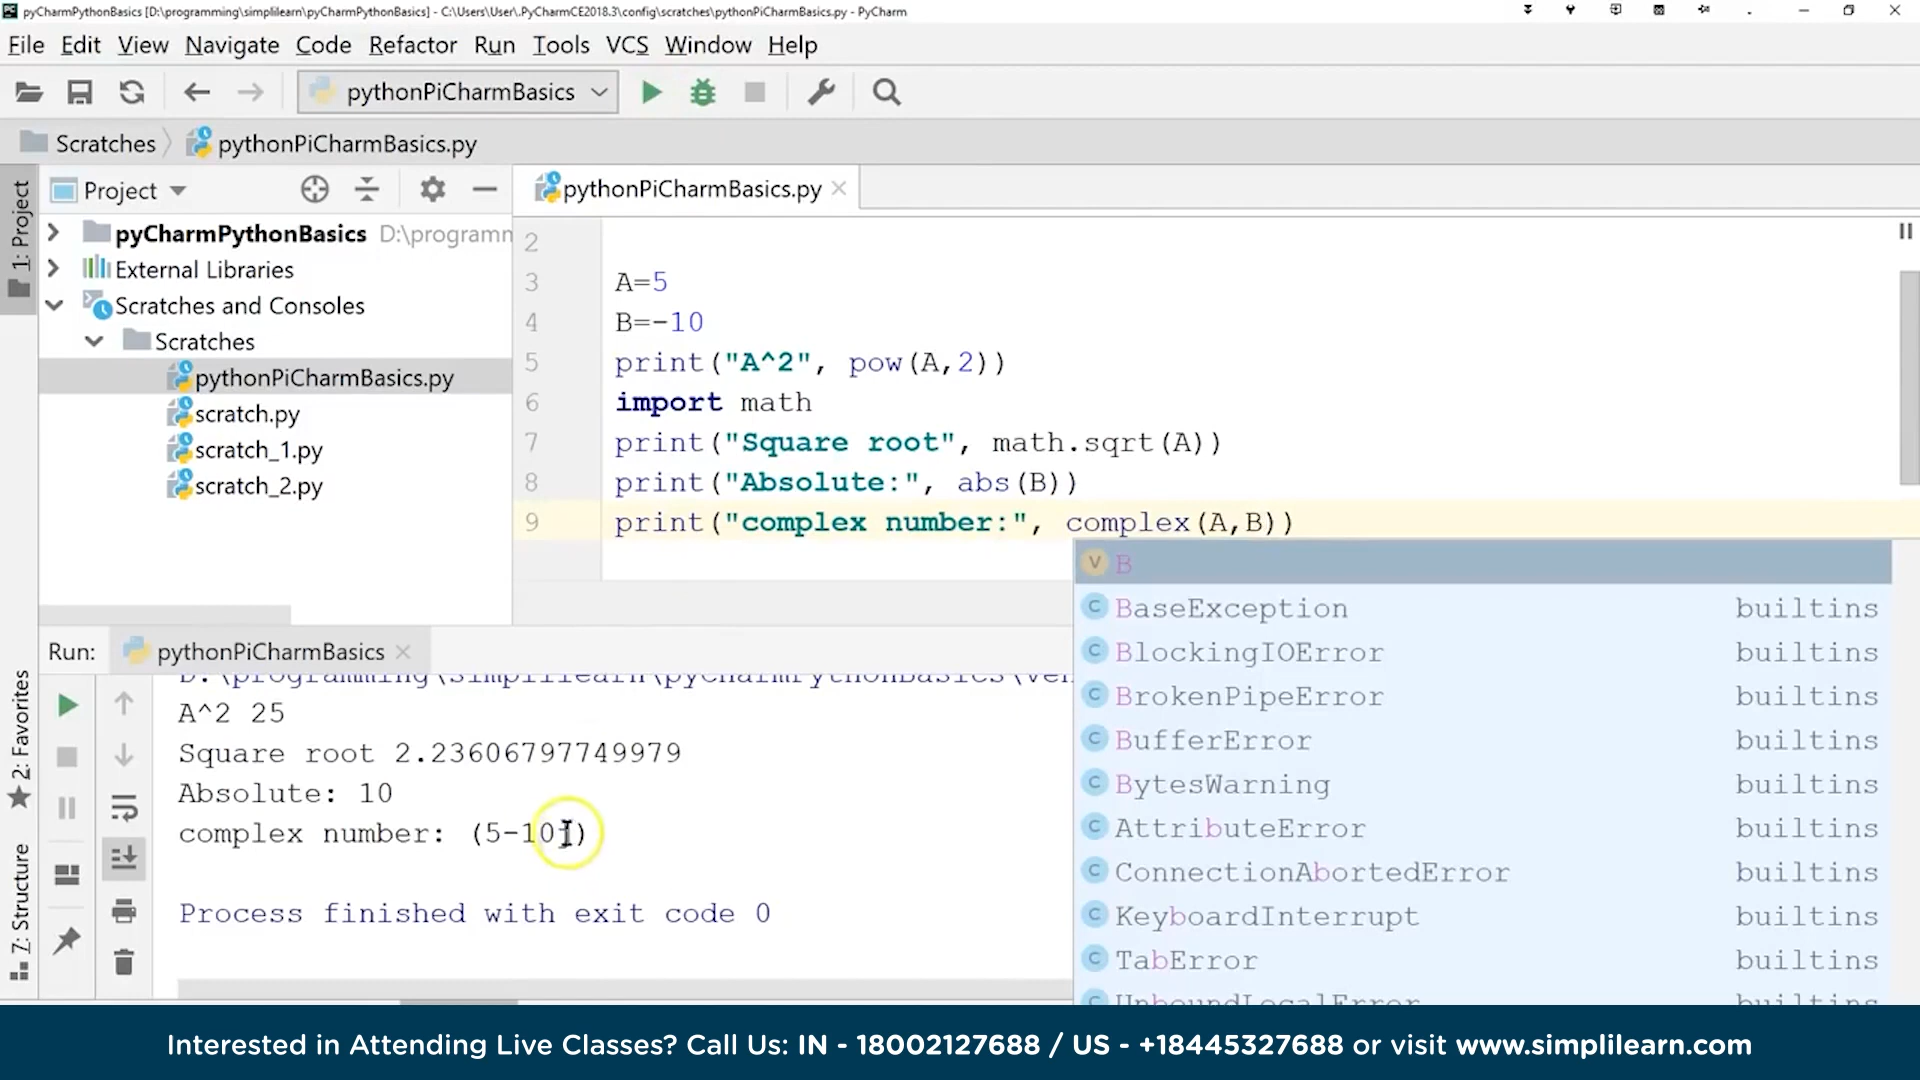 pyCharmPythonBasics [D:\programming\simplilearn\pyCharmPythonBasics] - C:\Users\User\.PyCharmCE2018.3\config\scratches\pythonPiCharmBasics.py - PyCharm
File Edit View Navigate Code Refactor Run Tools VCS Window Help
pythonPiCharmBasics
Scratches pythonPiCharmBasics.py
1: Project
Project
pyCharmPythonBasics D:\programm
External Libraries
Scratches and Consoles
Scratches
pythonPiCharmBasics.py
scratch.py
scratch_1.py
scratch_2.py
pythonPiCharmBasics.py
2
3 A=5
4 B=-10
5 print("A^2", pow(A,2))
6 import math
7 print("Square root", math.sqrt(A))
8 print("Absolute:", abs(B))
9 print("complex number:", complex(A,B))
V B
C BaseException builtins
C BlockingIOError builtins
C BrokenPipeError builtins
C BufferError builtins
C BytesWarning builtins
C AttributeError builtins
C ConnectionAbortedError builtins
C KeyboardInterrupt builtins
C TabError builtins
C UnboundLocalError builtins
Run: pythonPiCharmBasics
D:\programming\simplilearn\pyCharmPythonBasics\ven
A^2 25
Square root 2.23606797749979
Absolute: 10
complex number: (5-10j)
Process finished with exit code 0
2: Favorites
Z: Structure
Interested in Attending Live Classes? Call Us: IN - 18002127688 / US - +18445327688 or visit www.simplilearn.com